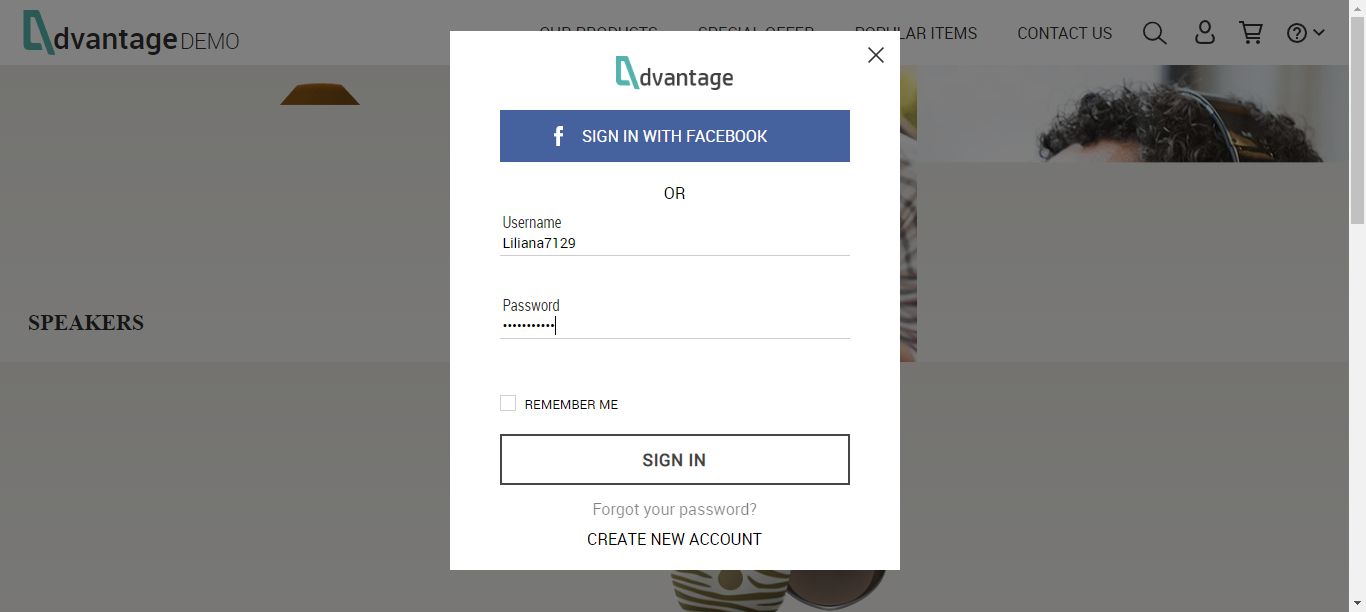 dvantage DEMO
OUR PRODUCTS SPECIAL OFFER POPULAR ITEMS CONTACT US
dvantage
SIGN IN WITH FACEBOOK
OR
Username
Liliana7129
Password
•••••••••••
SPEAKERS
REMEMBER ME
SIGN IN
Forgot your password?
CREATE NEW ACCOUNT